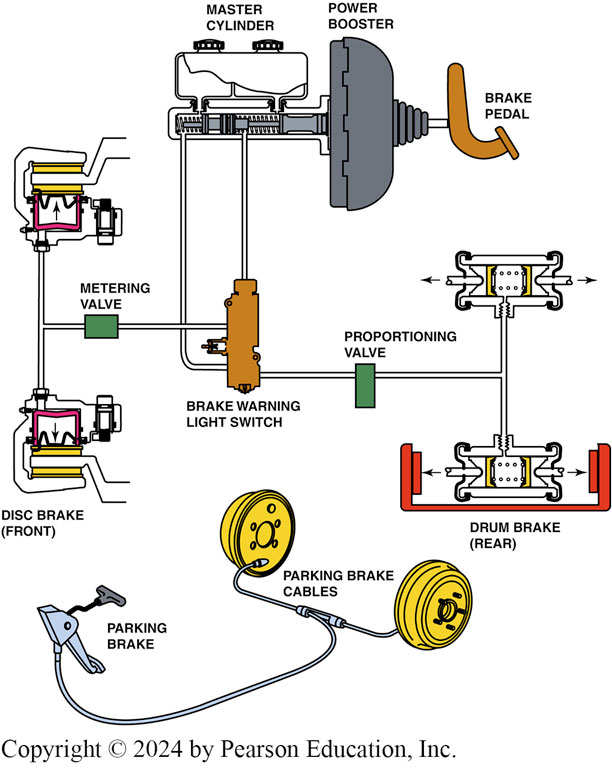 MASTER
CYLINDER
POWER
BOOSTER
BRAKE
PEDAL
METERING
VALVE
PROPORTIONING
VALVE
BRAKE WARNING
LIGHT SWITCH
DISC BRAKE
(FRONT)
DRUM BRAKE
(REAR)
PARKING BRAKE
CABLES
PARKING
BRAKE
Copyright © 2024 by Pearson Education, Inc.